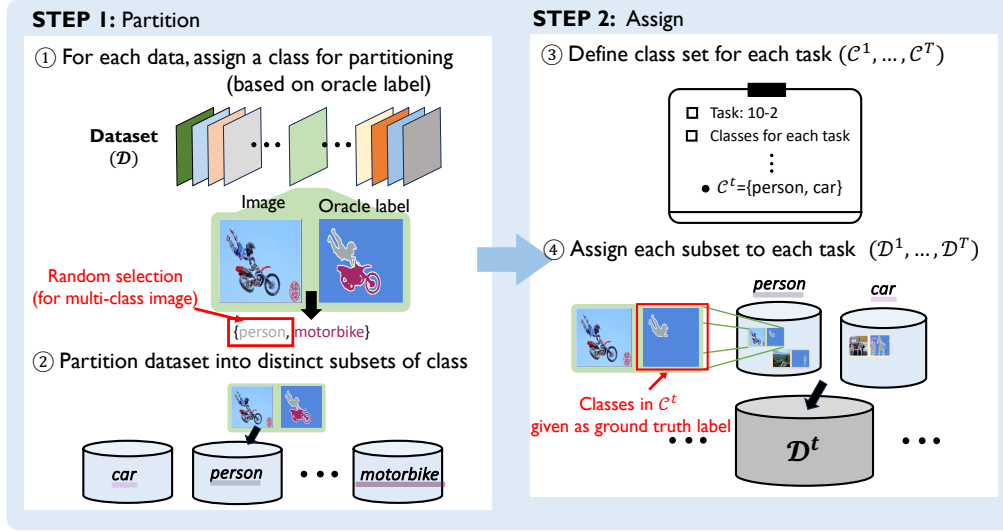 STEP 1: Partition
① For each data, assign a class for partitioning
(based on oracle label)
Dataset
(𝒟)
Image
Oracle label
Random selection
(for multi-class image)
{person, motorbike}
② Partition dataset into distinct subsets of class
car
person
motorbike
STEP 2: Assign
③ Define class set for each task (𝒞¹, ..., 𝒞ᵀ)
Task: 10-2
Classes for each task
● 𝒞ᵗ={person, car}
④ Assign each subset to each task (𝒟¹, ..., 𝒟ᵀ)
person
car
Classes in 𝒞ᵗ
given as ground truth label
𝒟ᵗ